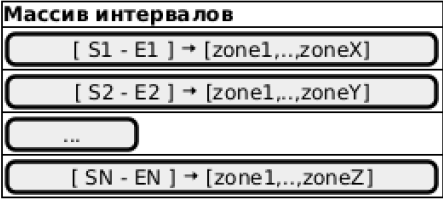 Массив интервалов
[ S1 - E1 ] → [zone1,..,zoneX]
[ S2 - E2 ] → [zone1,..,zoneY]
...
[ SN - EN ] → [zone1,..,zoneZ]